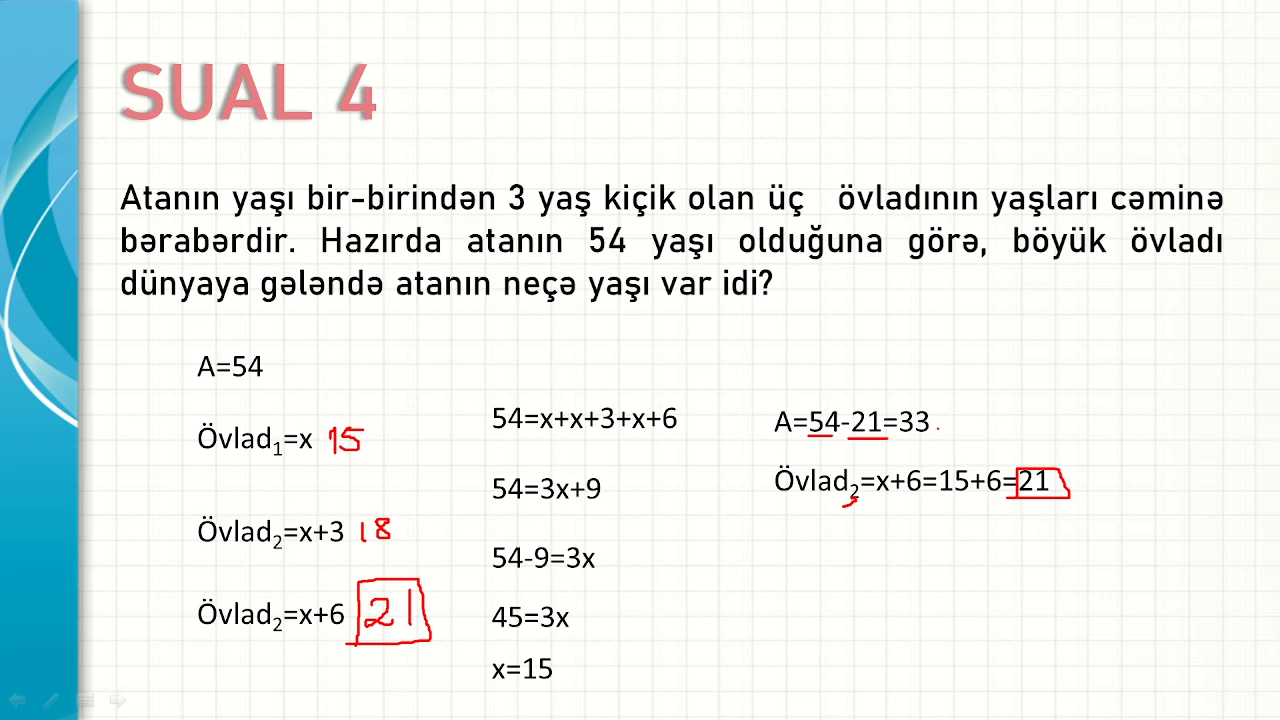 SUAL 4
Atanın yaşı bir-birindən 3 yaş kiçik olan üç övladının yaşları cəminə
bərabərdir. Hazırda atanın 54 yaşı olduğuna görə, böyük övladı
dünyaya gələndə atanın neçə yaşı var idi?
A=54
Övlad₁=x 15
Övlad₂=x+3 18
Övlad₂=x+6 21
54=x+x+3+x+6
54=3x+9
54-9=3x
45=3x
x=15
A=54-21=33
Övlad₂=x+6=15+6=21